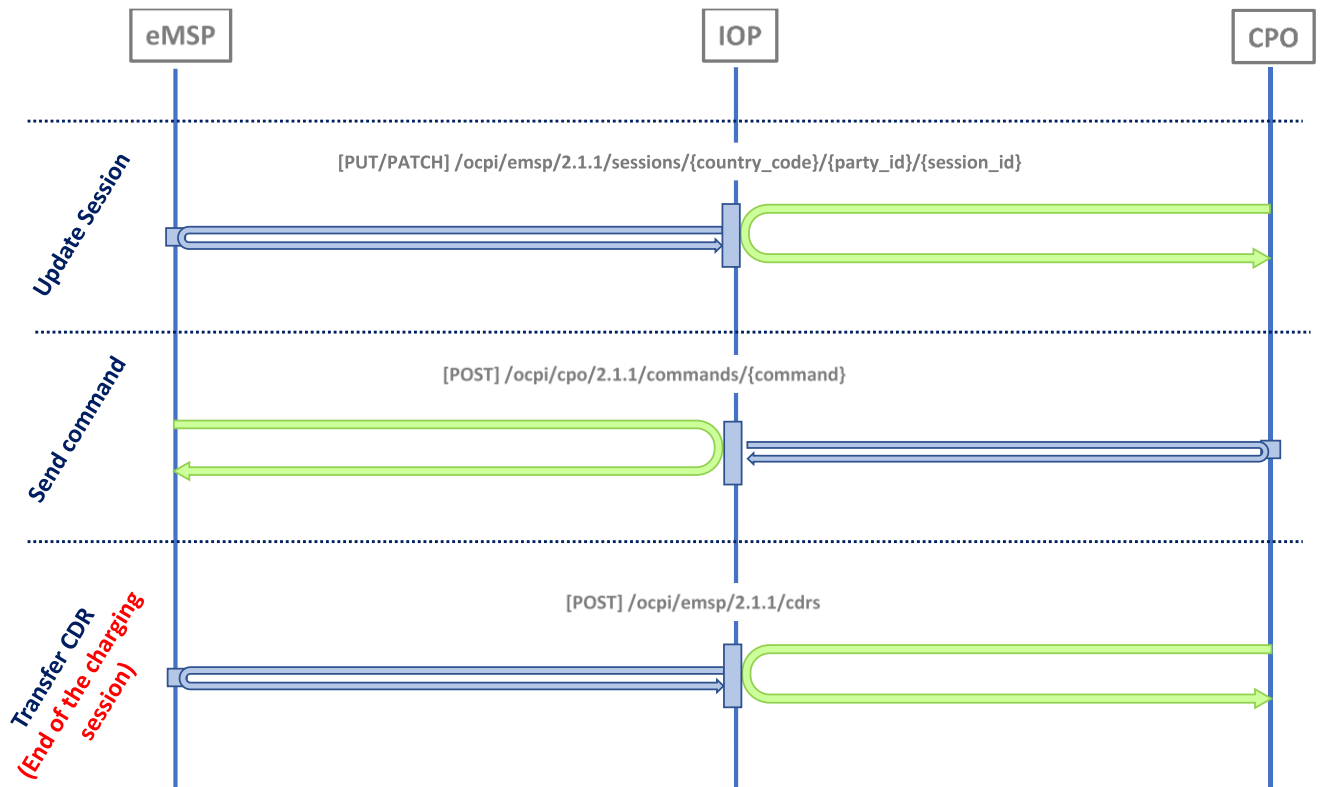 eMSP
IOP
CPO
Update Session
[PUT/PATCH] /ocpi/emsp/2.1.1/sessions/{country_code}/{party_id}/{session_id}
Send command
[POST] /ocpi/cpo/2.1.1/commands/{command}
Transfer CDR
(End of the charging
session)
[POST] /ocpi/emsp/2.1.1/cdrs